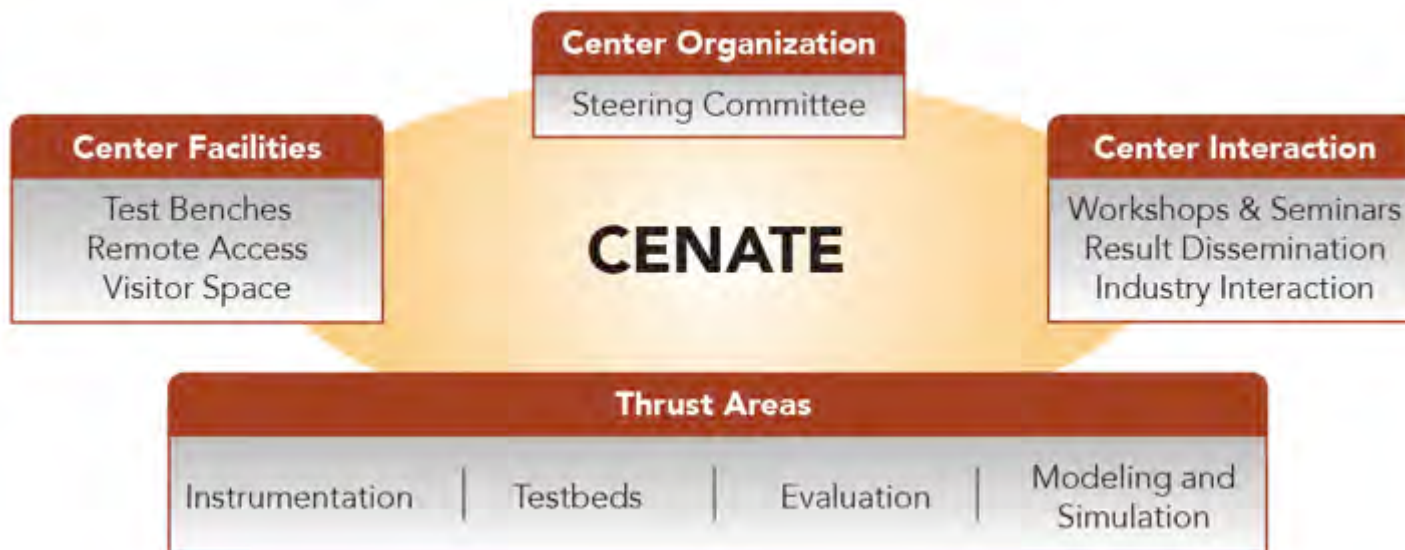 Center Organization
Steering Committee
Center Facilities
Test Benches
Remote Access
Visitor Space
CENATE
Center Interaction
Workshops & Seminars
Result Dissemination
Industry Interaction
Thrust Areas
Instrumentation
Testbeds
Evaluation
Modeling and
Simulation